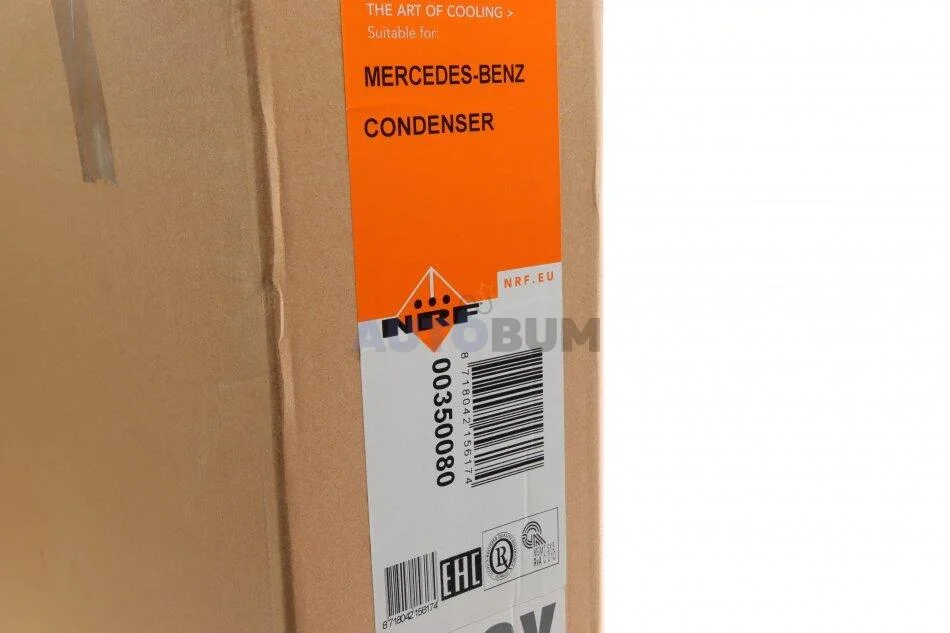 THE ART OF COOLING >
Suitable for:
MERCEDES-BENZ
CONDENSER
NRF.EU
NRF
AUTOBUM
00350080
8 718042 156174
8 718042 156174
EAC
R